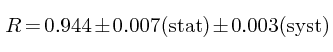 R = 0.944 ± 0.007(stat) ± 0.003(syst)